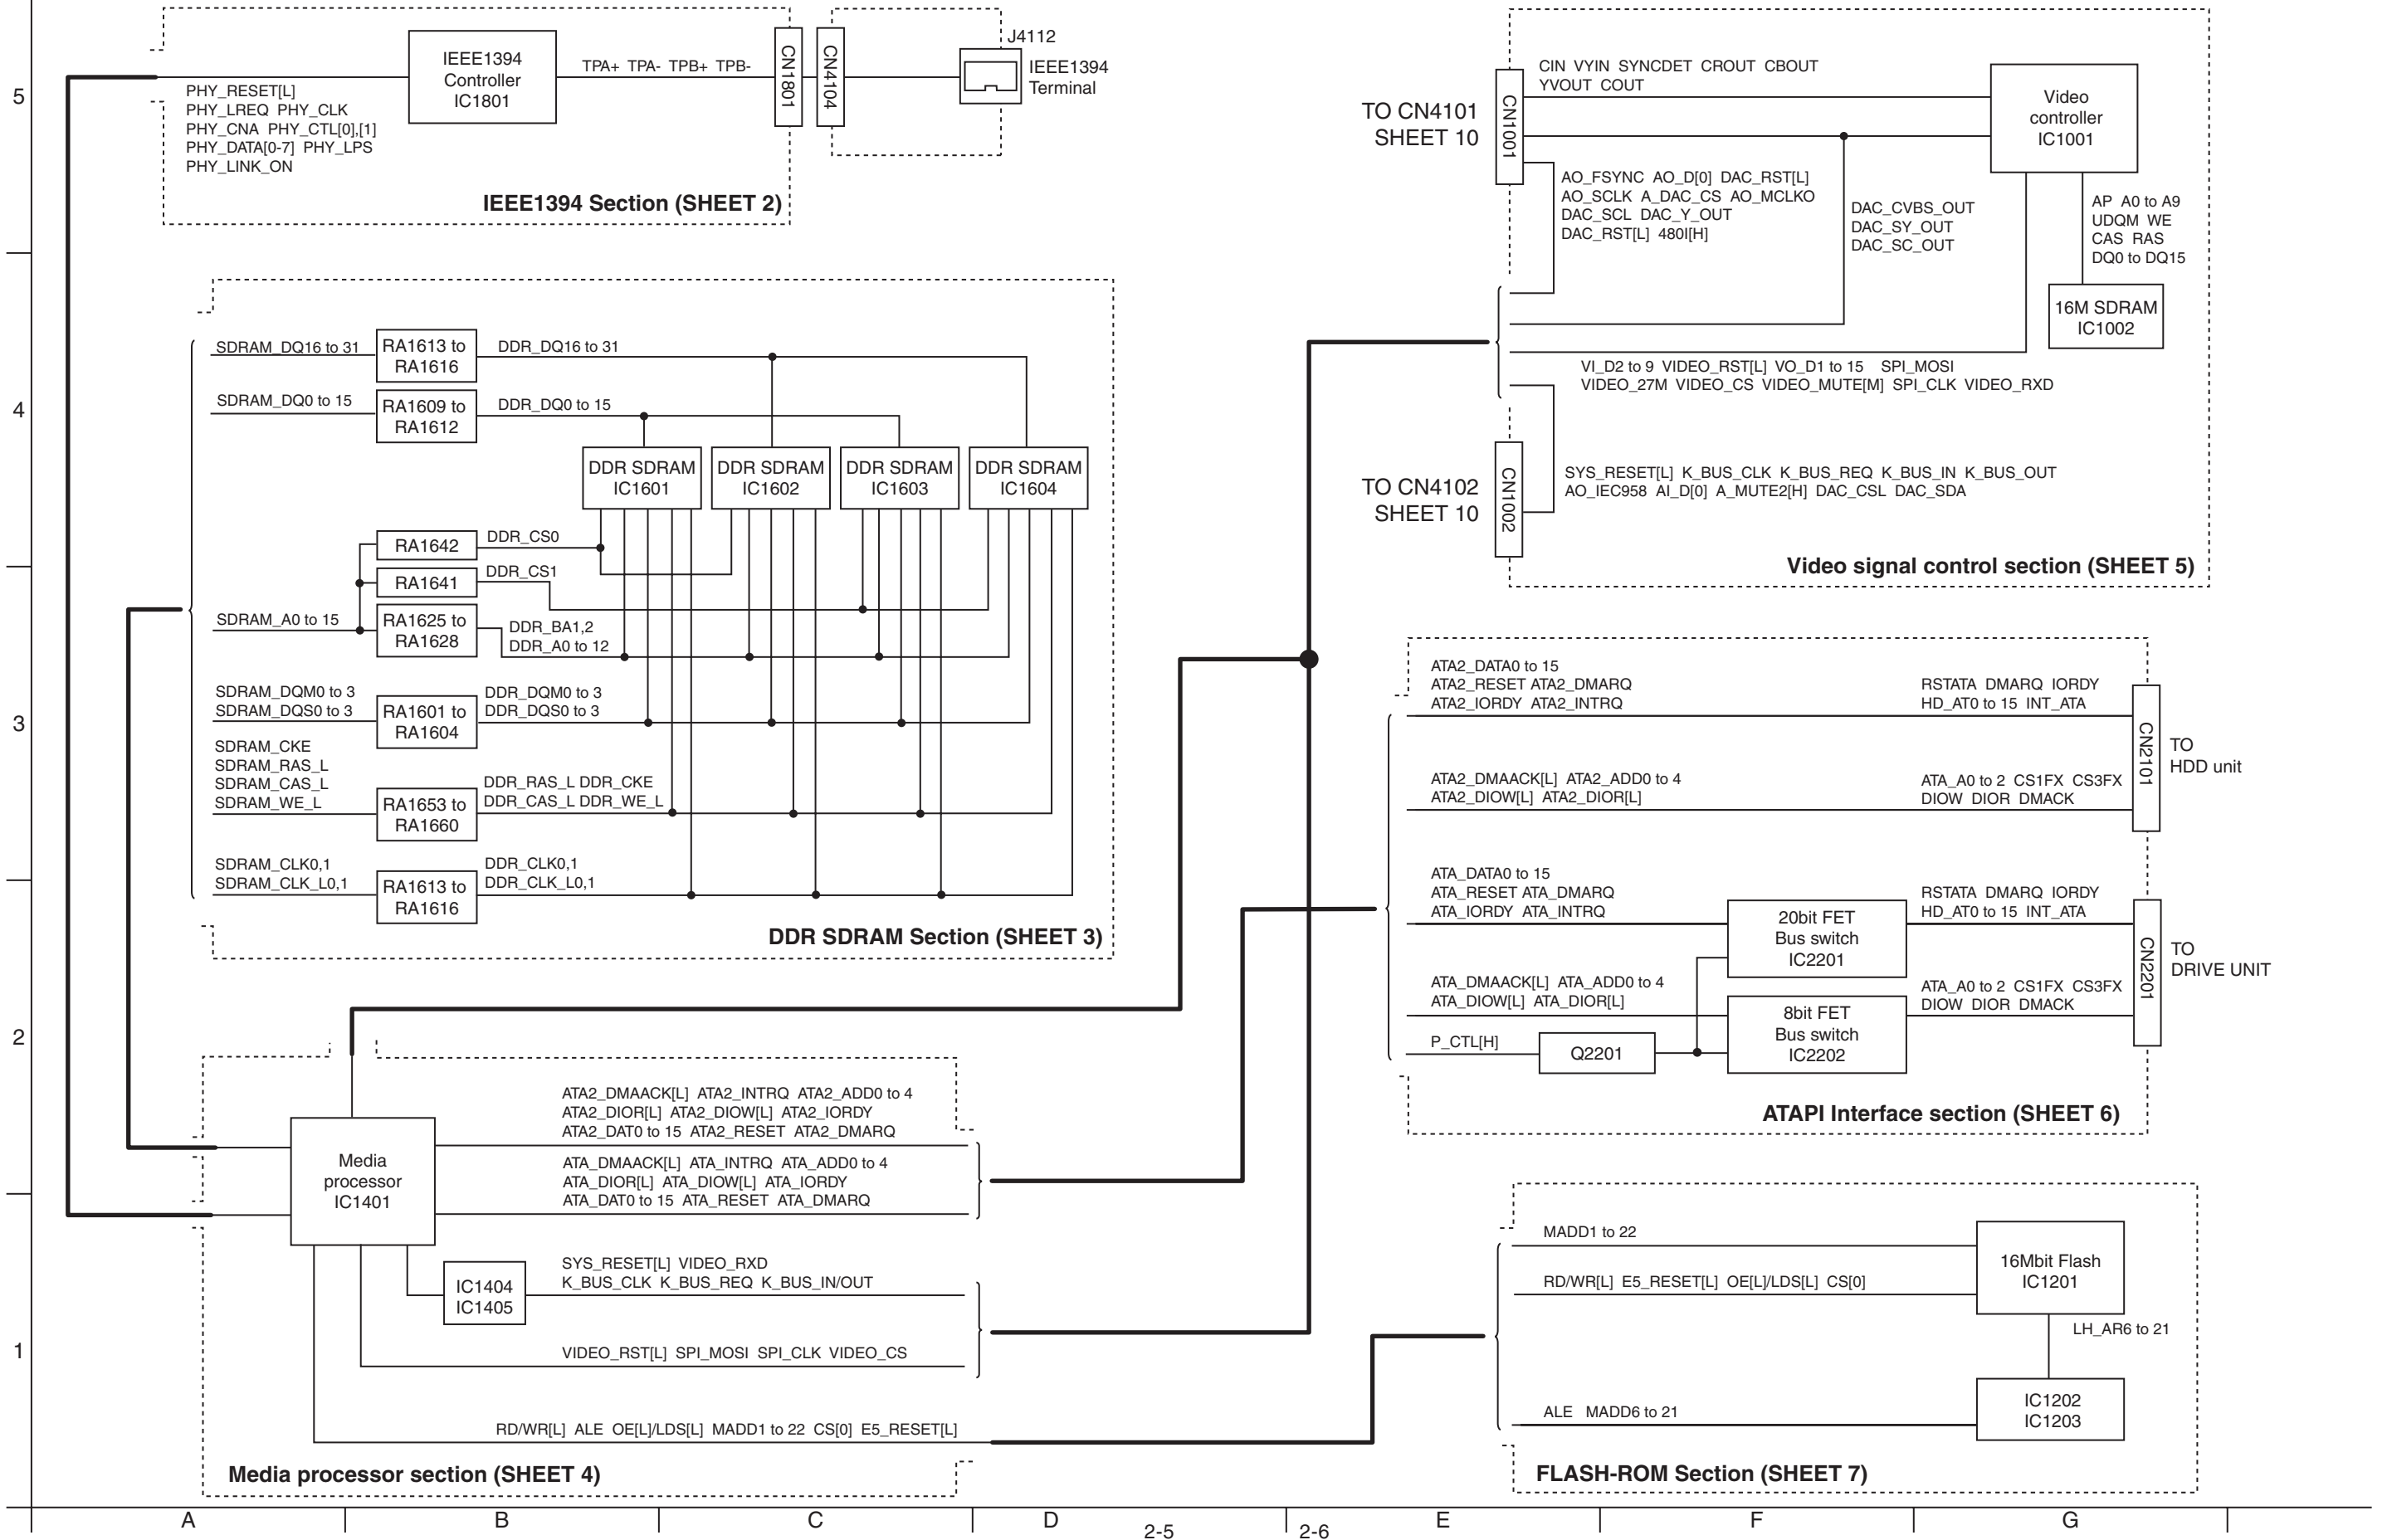 5
4
3
2
1
IEEE1394
Controller
IC1801
TPA+ TPA- TPB+ TPB-
CN1801
CN4104
J4112
IEEE1394
Terminal
PHY_RESET[L]
PHY_LREQ PHY_CLK
PHY_CNA PHY_CTL[0],[1]
PHY_DATA[0-7] PHY_LPS
PHY_LINK_ON
IEEE1394 Section (SHEET 2)
SDRAM_DQ16 to 31
RA1613 to
RA1616
DDR_DQ16 to 31
SDRAM_DQ0 to 15
RA1609 to
RA1612
DDR_DQ0 to 15
DDR SDRAM
IC1601
DDR SDRAM
IC1602
DDR SDRAM
IC1603
DDR SDRAM
IC1604
RA1642
DDR_CS0
RA1641
DDR_CS1
SDRAM_A0 to 15
RA1625 to
RA1628
DDR_BA1,2
DDR_A0 to 12
SDRAM_DQM0 to 3
SDRAM_DQS0 to 3
RA1601 to
RA1604
DDR_DQM0 to 3
DDR_DQS0 to 3
SDRAM_CKE
SDRAM_RAS_L
SDRAM_CAS_L
SDRAM_WE_L
RA1653 to
RA1660
DDR_RAS_L DDR_CKE
DDR_CAS_L DDR_WE_L
SDRAM_CLK0,1
SDRAM_CLK_L0,1
RA1613 to
RA1616
DDR_CLK0,1
DDR_CLK_L0,1
DDR SDRAM Section (SHEET 3)
Media
processor
IC1401
ATA2_DMAACK[L] ATA2_INTRQ ATA2_ADD0 to 4
ATA2_DIOR[L] ATA2_DIOW[L] ATA2_IORDY
ATA2_DAT0 to 15 ATA2_RESET ATA2_DMARQ
ATA_DMAACK[L] ATA_INTRQ ATA_ADD0 to 4
ATA_DIOR[L] ATA_DIOW[L] ATA_IORDY
ATA_DAT0 to 15 ATA_RESET ATA_DMARQ
IC1404
IC1405
SYS_RESET[L] VIDEO_RXD
K_BUS_CLK K_BUS_REQ K_BUS_IN/OUT
VIDEO_RST[L] SPI_MOSI SPI_CLK VIDEO_CS
RD/WR[L] ALE OE[L]/LDS[L] MADD1 to 22 CS[0] E5_RESET[L]
Media processor section (SHEET 4)
TO CN4101
SHEET 10
CN1001
CIN VYIN SYNCDET CROUT CBOUT
YVOUT COUT
Video
controller
IC1001
AO_FSYNC AO_D[0] DAC_RST[L]
AO_SCLK A_DAC_CS AO_MCLKO
DAC_SCL DAC_Y_OUT
DAC_RST[L] 480I[H]
DAC_CVBS_OUT
DAC_SY_OUT
DAC_SC_OUT
AP A0 to A9
UDQM WE
CAS RAS
DQ0 to DQ15
16M SDRAM
IC1002
VI_D2 to 9 VIDEO_RST[L] VO_D1 to 15 SPI_MOSI
VIDEO_27M VIDEO_CS VIDEO_MUTE[M] SPI_CLK VIDEO_RXD
TO CN4102
SHEET 10
CN1002
SYS_RESET[L] K_BUS_CLK K_BUS_REQ K_BUS_IN K_BUS_OUT
AO_IEC958 AI_D[0] A_MUTE2[H] DAC_CSL DAC_SDA
Video signal control section (SHEET 5)
ATA2_DATA0 to 15
ATA2_RESET ATA2_DMARQ
ATA2_IORDY ATA2_INTRQ
RSTATA DMARQ IORDY
HD_AT0 to 15 INT_ATA
CN2101
TO
HDD unit
ATA2_DMAACK[L] ATA2_ADD0 to 4
ATA2_DIOW[L] ATA2_DIOR[L]
ATA_A0 to 2 CS1FX CS3FX
DIOW DIOR DMACK
ATA_DATA0 to 15
ATA_RESET ATA_DMARQ
ATA_IORDY ATA_INTRQ
20bit FET
Bus switch
IC2201
RSTATA DMARQ IORDY
HD_AT0 to 15 INT_ATA
CN2201
TO
DRIVE UNIT
ATA_DMAACK[L] ATA_ADD0 to 4
ATA_DIOW[L] ATA_DIOR[L]
8bit FET
Bus switch
IC2202
ATA_A0 to 2 CS1FX CS3FX
DIOW DIOR DMACK
P_CTL[H]
Q2201
ATAPI Interface section (SHEET 6)
MADD1 to 22
16Mbit Flash
IC1201
RD/WR[L] E5_RESET[L] OE[L]/LDS[L] CS[0]
LH_AR6 to 21
IC1202
IC1203
ALE MADD6 to 21
FLASH-ROM Section (SHEET 7)
A B C D 2-5 2-6 E F G